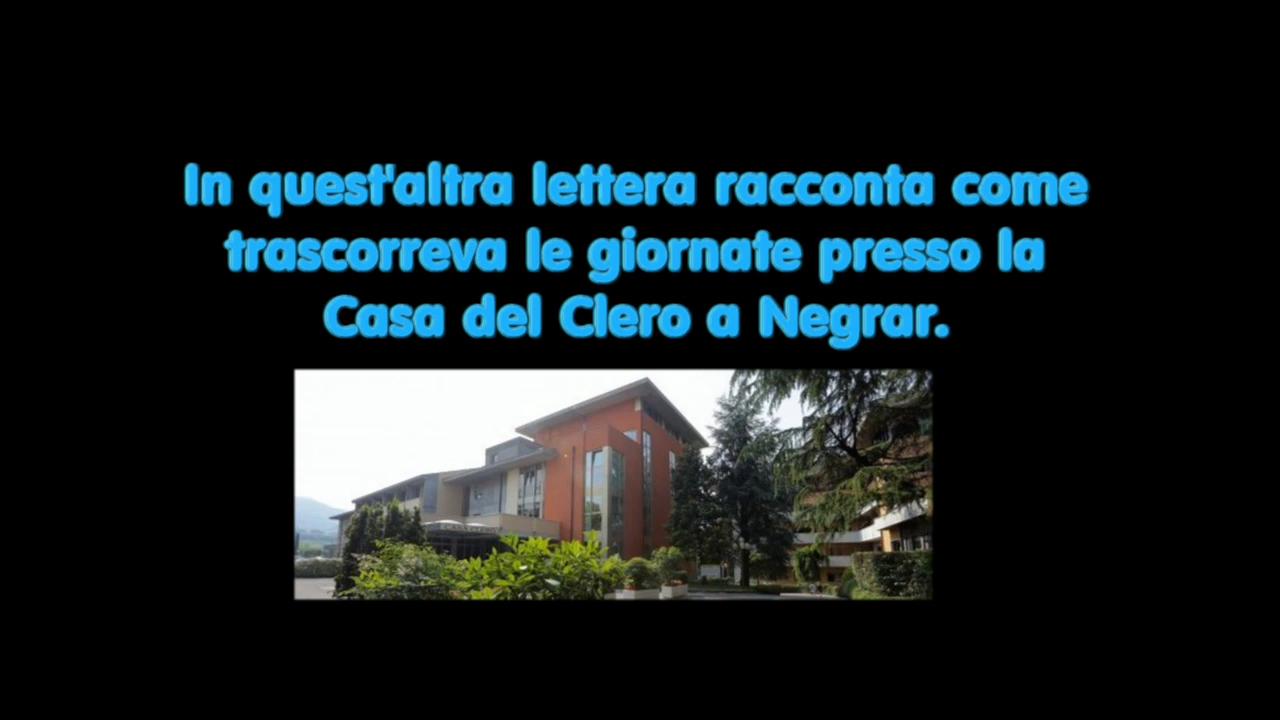 In quest'altra lettera racconta come
trascorreva le giornate presso la
Casa del Clero a Negrar.